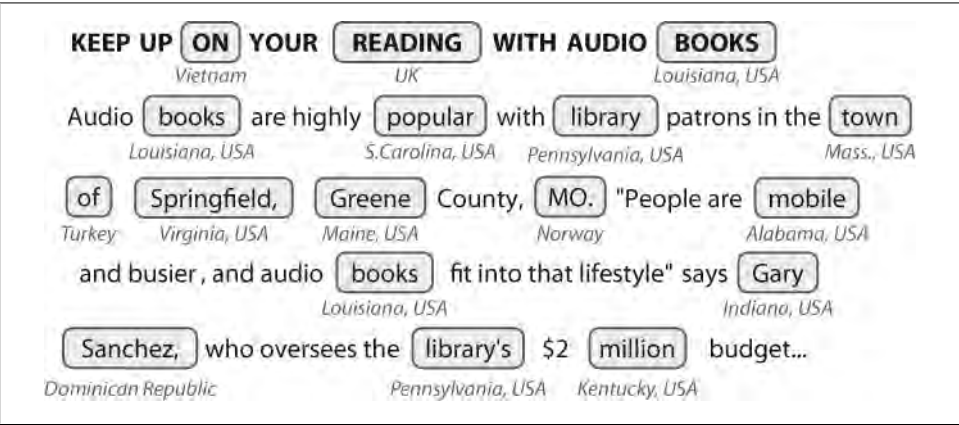 KEEP UP ON YOUR READING WITH AUDIO BOOKS
Vietnam UK Louisiana, USA
Audio books are highly popular with library patrons in the town
Louisiana, USA S.Carolina, USA Pennsylvania, USA Mass., USA
of Springfield, Greene County, MO. "People are mobile
Turkey Virginia, USA Maine, USA Norway Alabama, USA
and busier, and audio books fit into that lifestyle" says Gary
Louisiana, USA Indiana, USA
Sanchez, who oversees the library's $2 million budget...
Dominican Republic Pennsylvania, USA Kentucky, USA